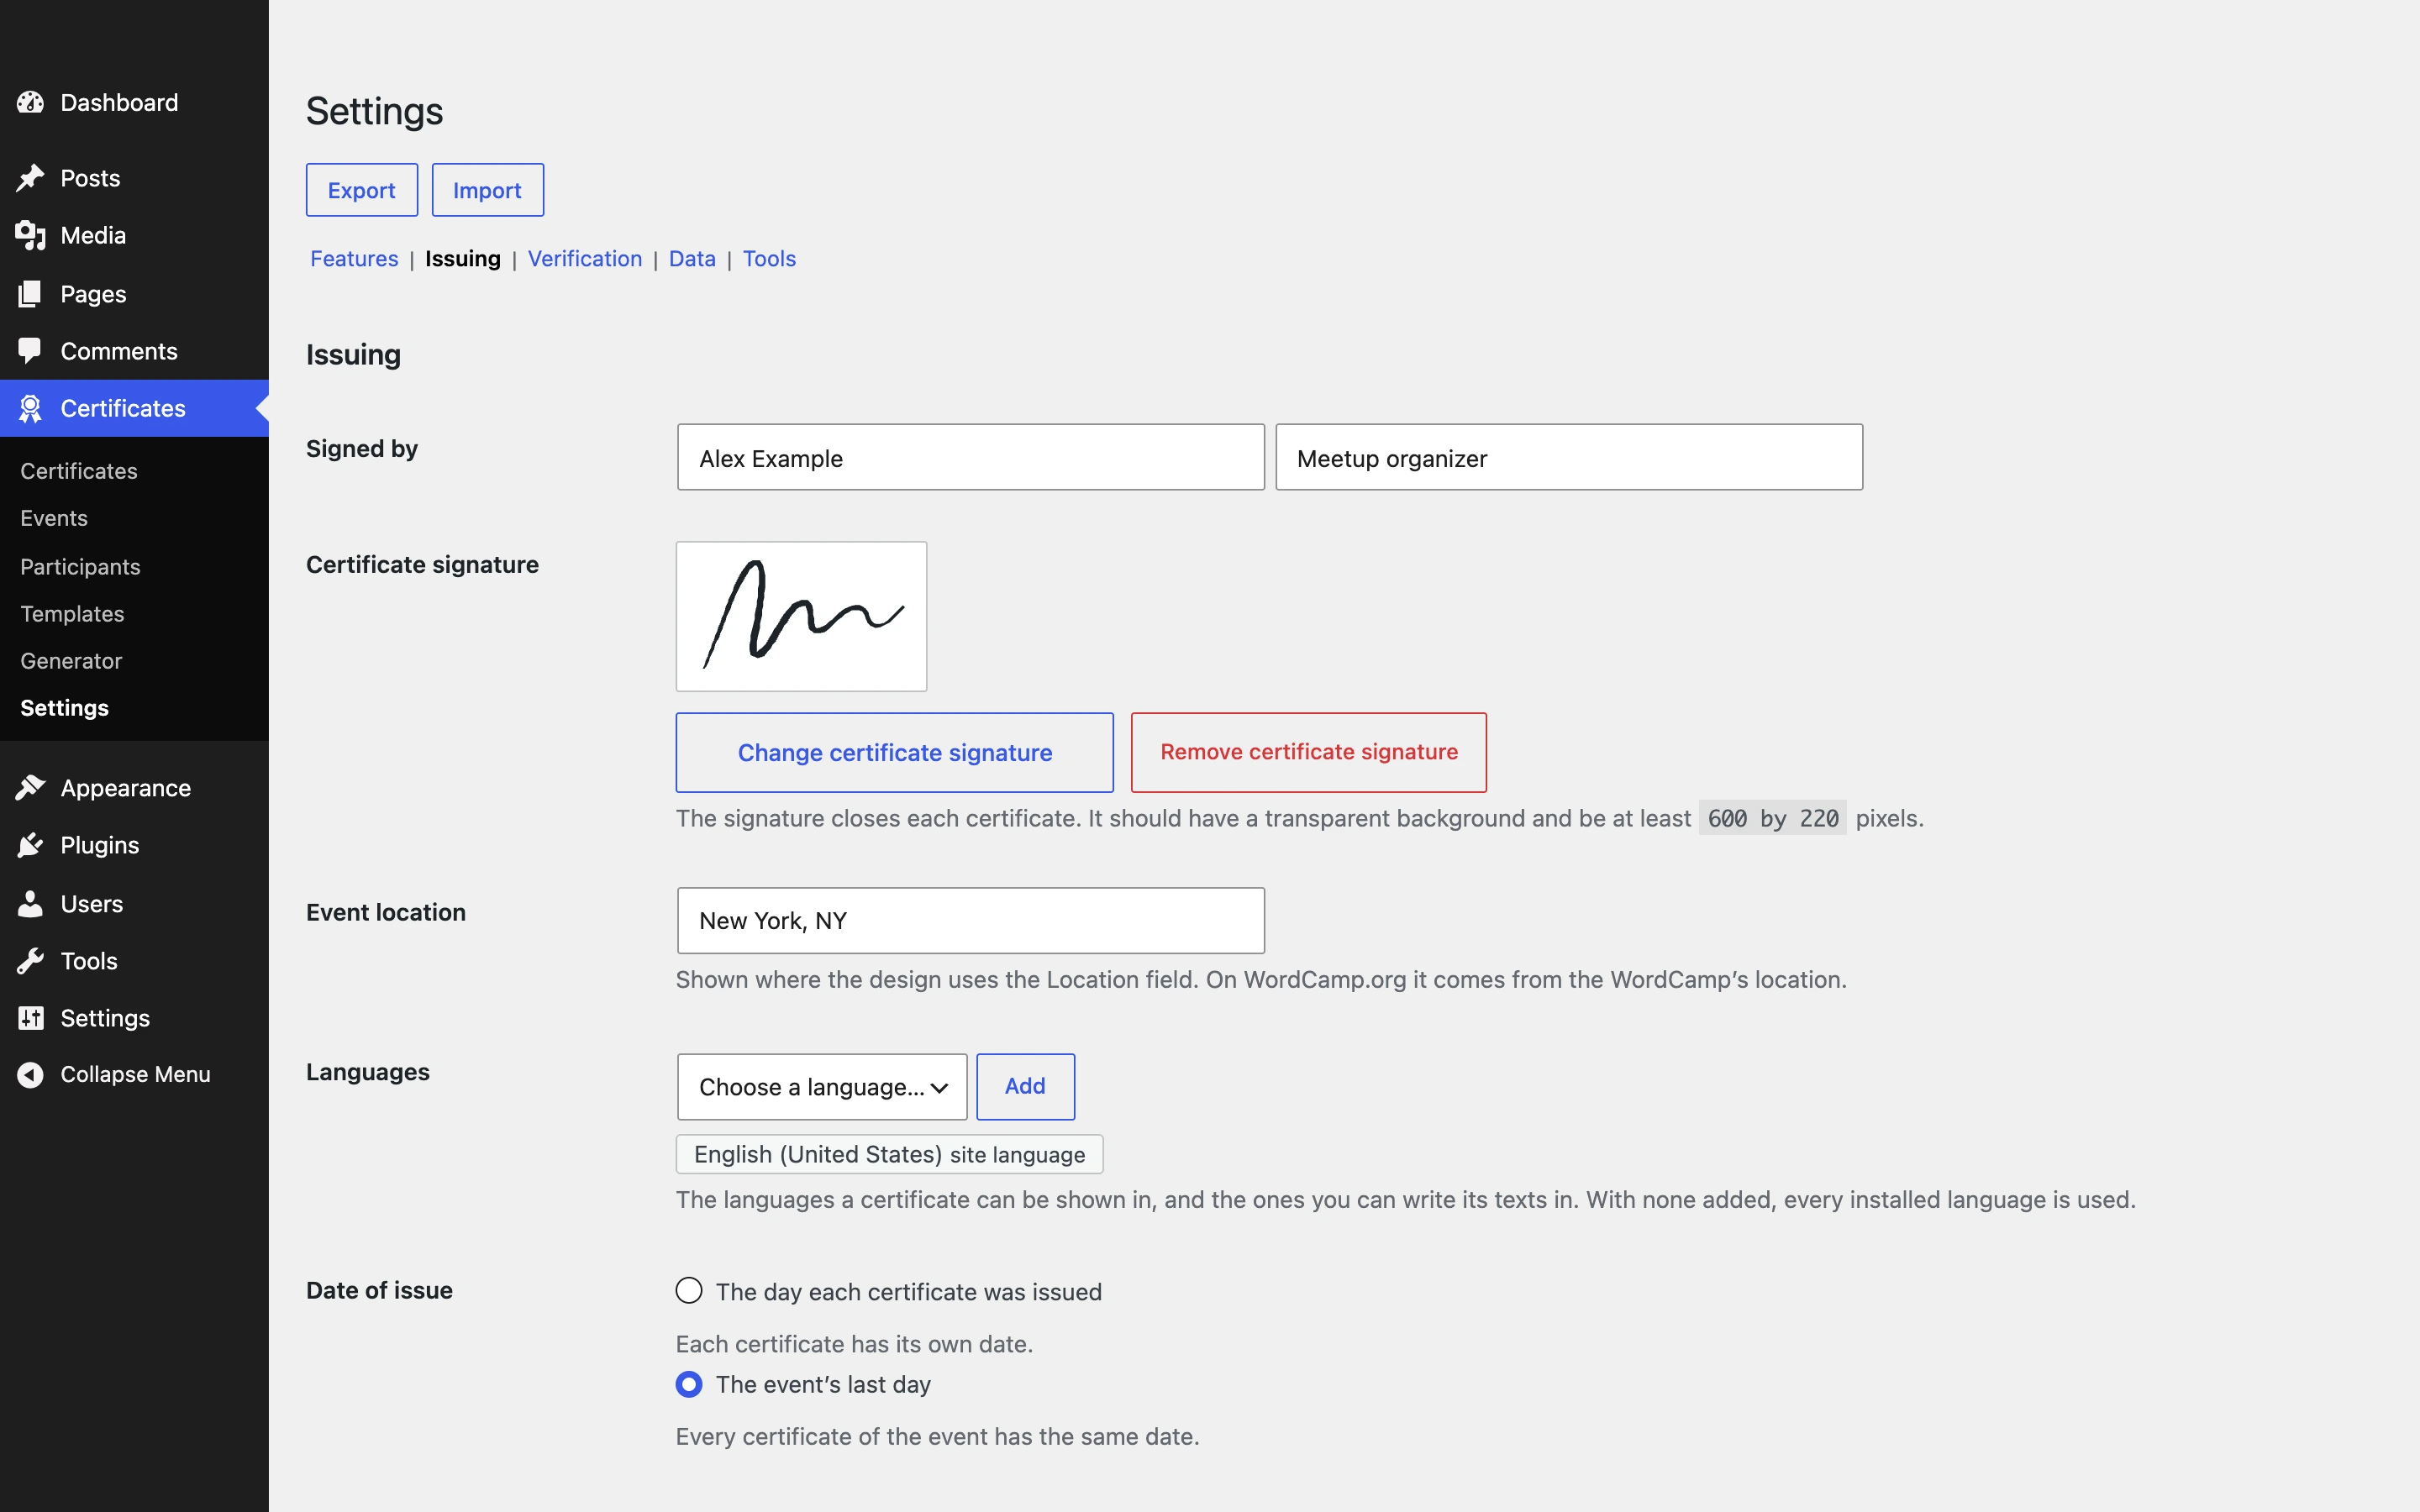 Dashboard
Posts
Media
Pages
Comments
Certificates
Certificates
Events
Participants
Templates
Generator
Settings
Appearance
Plugins
Users
Tools
Settings
Collapse Menu
Settings
Export Import
Features | Issuing | Verification | Data | Tools
Issuing
Signed by Alex Example Meetup organizer
Certificate signature
Change certificate signature Remove certificate signature
The signature closes each certificate. It should have a transparent background and be at least 600 by 220 pixels.
Event location New York, NY
Shown where the design uses the Location field. On WordCamp.org it comes from the WordCamp’s location.
Languages Choose a language... Add
English (United States) site language
The languages a certificate can be shown in, and the ones you can write its texts in. With none added, every installed language is used.
Date of issue The day each certificate was issued
Each certificate has its own date.
The event’s last day
Every certificate of the event has the same date.